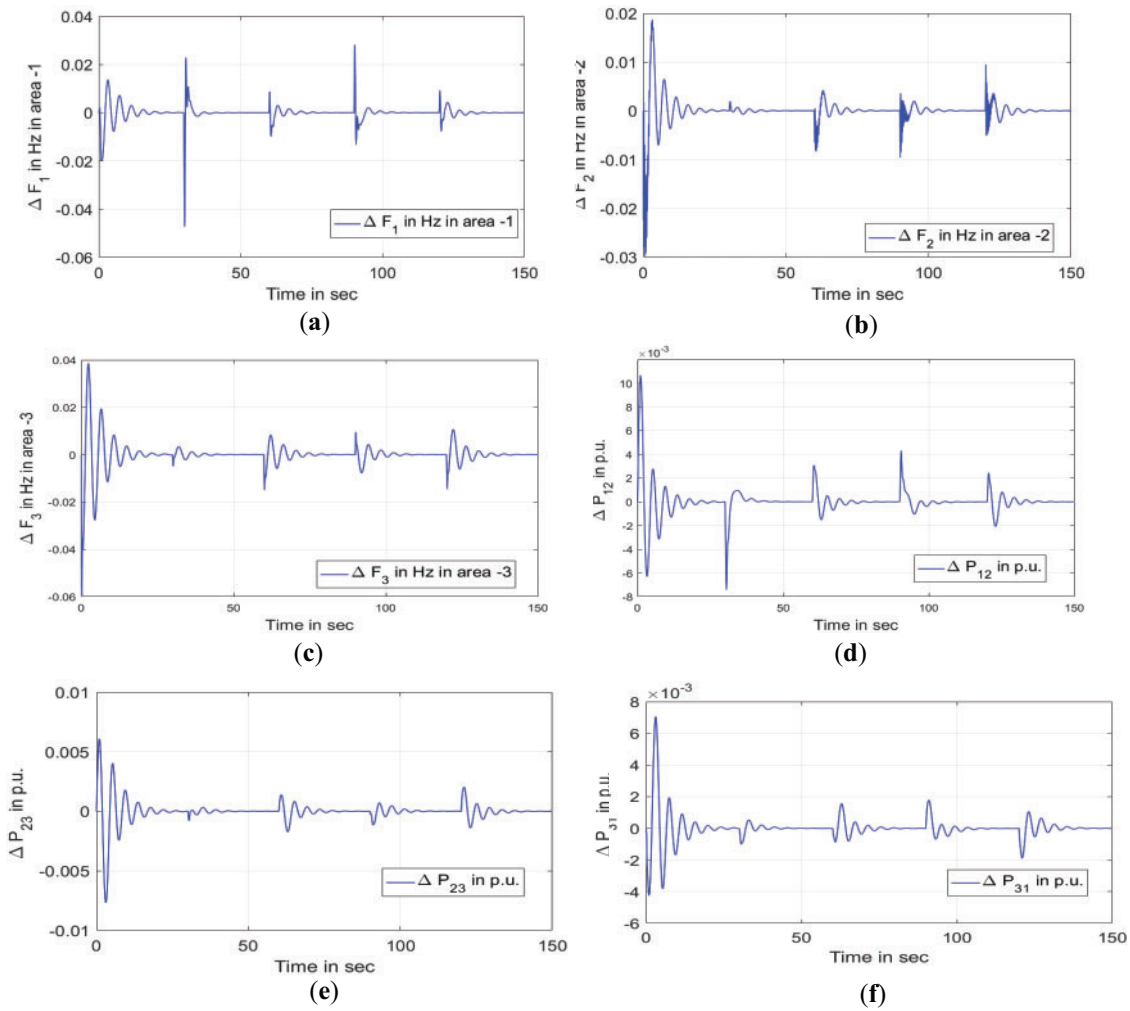 0.04
0.02
0
-0.02
-0.04
-0.06
0
50
100
150
Δ F1 in Hz in area -1
Δ F1 in Hz in area -1
Time in sec
(a)
0.02
0.01
0
-0.01
-0.02
-0.03
0
50
100
150
Δ F2 in Hz in area -2
Δ F2 in Hz in area -2
Time in sec
(b)
0.04
0.02
0
-0.02
-0.04
-0.06
0
50
100
150
Δ F3 in Hz in area -3
Δ F3 in Hz in area -3
Time in sec
(c)
×10-3
10
8
6
4
2
0
-2
-4
-6
-8
0
50
100
150
Δ P12 in p.u.
Δ P12 in p.u.
Time in sec
(d)
0.01
0.005
0
-0.005
-0.01
0
50
100
150
Δ P23 in p.u.
Δ P23 in p.u.
Time in sec
(e)
×10-3
8
6
4
2
0
-2
-4
-6
0
50
100
150
Δ P31 in p.u.
Δ P31 in p.u.
Time in sec
(f)